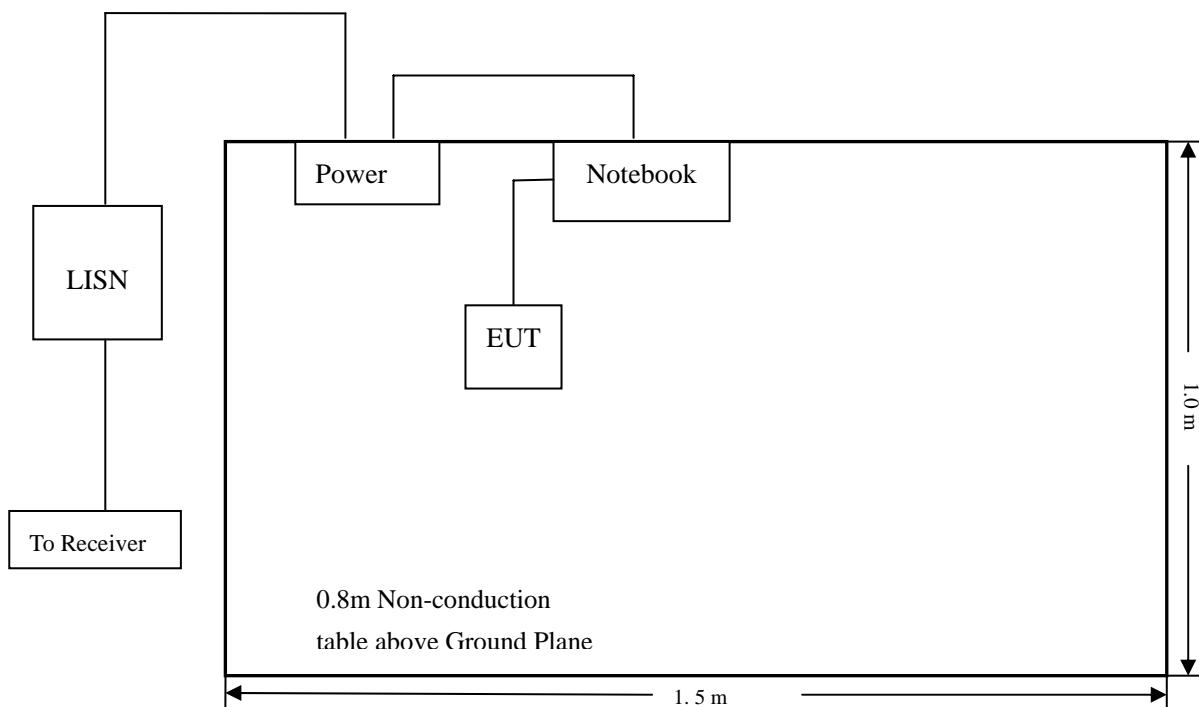 Power
Notebook
LISN
EUT
1.0 m
To Receiver
0.8m Non-conduction
table above Ground Plane
1. 5 m